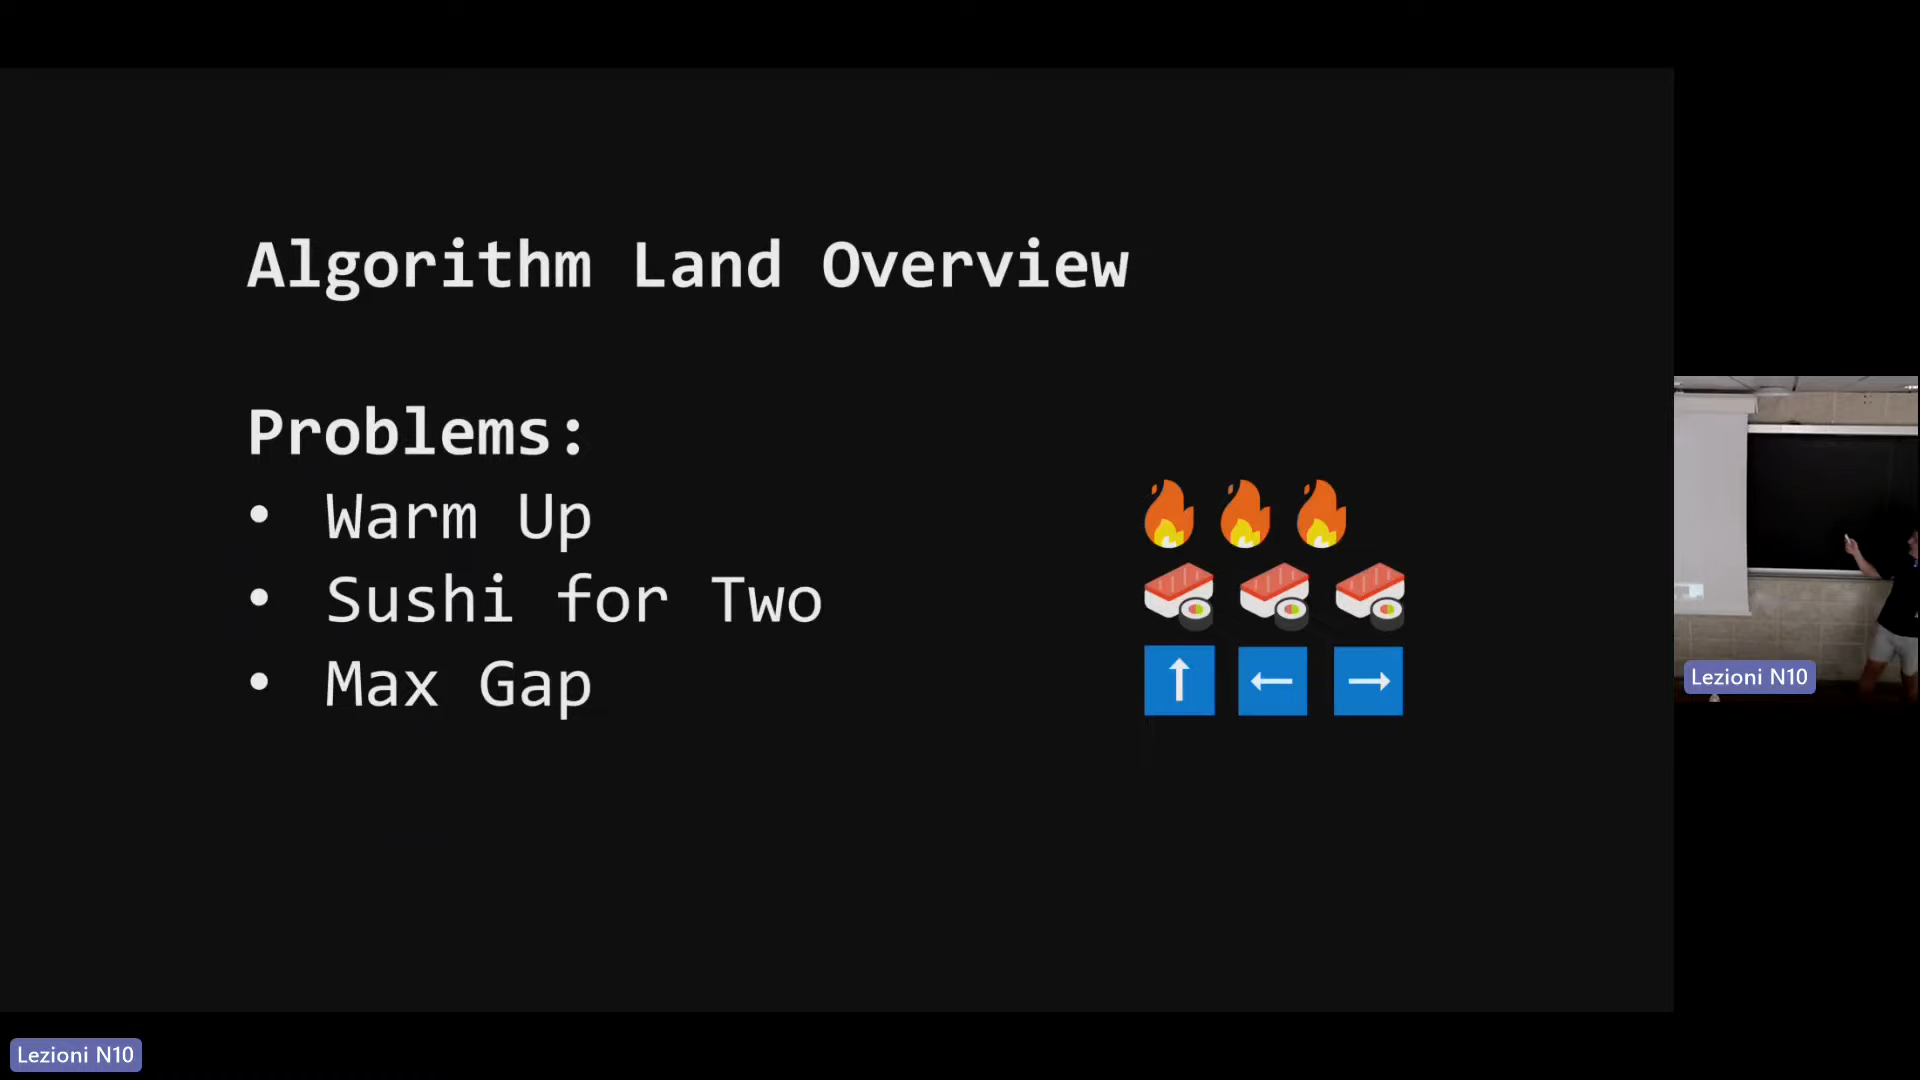 Algorithm Land Overview
Problems:
• Warm Up
• Sushi for Two
• Max Gap
Lezioni N10
Lezioni N10